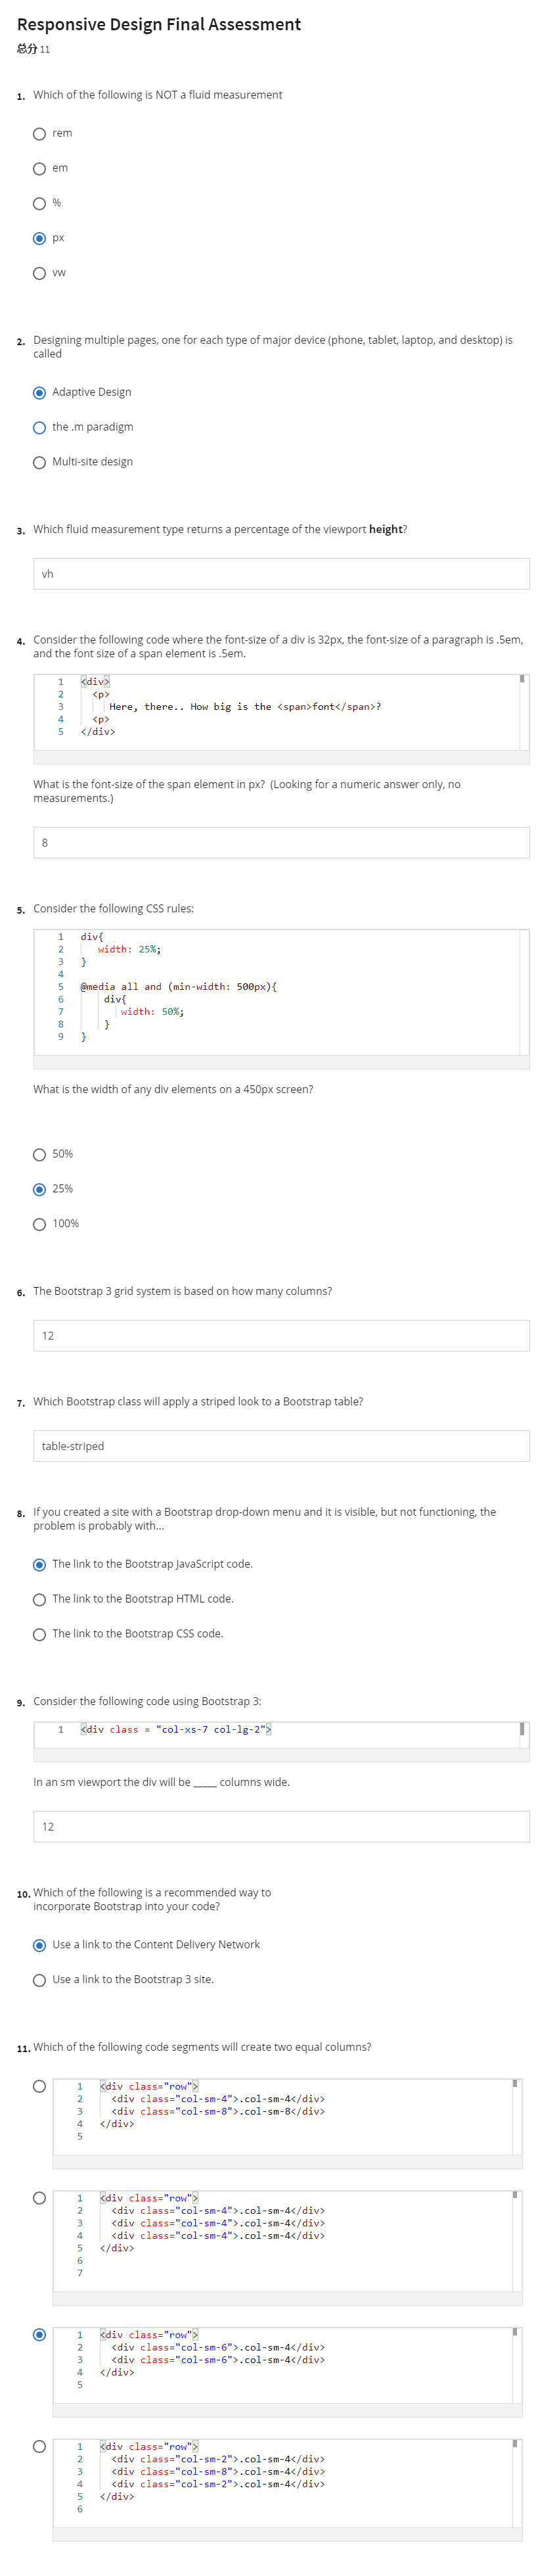 Responsive Design Final Assessment
总分 11
1. Which of the following is NOT a fluid measurement
rem
em
%
px
vw
2. Designing multiple pages, one for each type of major device (phone, tablet, laptop, and desktop) is
called
Adaptive Design
the .m paradigm
Multi-site design
3. Which fluid measurement type returns a percentage of the viewport height?
vh
4. Consider the following code where the font-size of a div is 32px, the font-size of a paragraph is .5em,
and the font size of a span element is .5em.
1 <div>
2 <p>
3 Here, there.. How big is the <span>font</span>?
4 <p>
5 </div>
What is the font-size of the span element in px? (Looking for a numeric answer only, no
measurements.)
8
5. Consider the following CSS rules:
1 div{
2 width: 25%;
3 }
4
5 @media all and (min-width: 500px){
6 div{
7 width: 50%;
8 }
9 }
What is the width of any div elements on a 450px screen?
50%
25%
100%
6. The Bootstrap 3 grid system is based on how many columns?
12
7. Which Bootstrap class will apply a striped look to a Bootstrap table?
table-striped
8. If you created a site with a Bootstrap drop-down menu and it is visible, but not functioning, the
problem is probably with...
The link to the Bootstrap JavaScript code.
The link to the Bootstrap HTML code.
The link to the Bootstrap CSS code.
9. Consider the following code using Bootstrap 3:
1 <div class = "col-xs-7 col-lg-2">
In an sm viewport the div will be _____ columns wide.
12
10. Which of the following is a recommended way to
incorporate Bootstrap into your code?
Use a link to the Content Delivery Network
Use a link to the Bootstrap 3 site.
11. Which of the following code segments will create two equal columns?
1 <div class="row">
2 <div class="col-sm-4">.col-sm-4</div>
3 <div class="col-sm-8">.col-sm-8</div>
4 </div>
5
1 <div class="row">
2 <div class="col-sm-4">.col-sm-4</div>
3 <div class="col-sm-4">.col-sm-4</div>
4 <div class="col-sm-4">.col-sm-4</div>
5 </div>
6
7
1 <div class="row">
2 <div class="col-sm-6">.col-sm-4</div>
3 <div class="col-sm-6">.col-sm-4</div>
4 </div>
5
1 <div class="row">
2 <div class="col-sm-2">.col-sm-4</div>
3 <div class="col-sm-8">.col-sm-4</div>
4 <div class="col-sm-2">.col-sm-4</div>
5 </div>
6